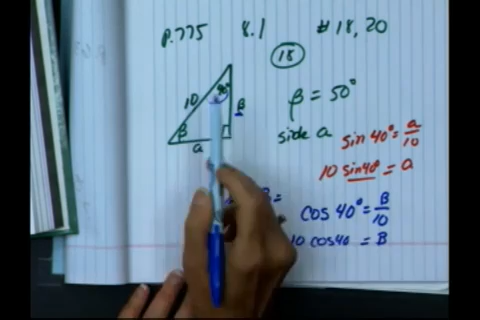 p.775 8.1 # 18, 20
18
10 40° β
β
a
β = 50°
side a
sin 40° = a/10
10 sin 40 = a
β =
cos 40° = β/10
10 cos 40 = β